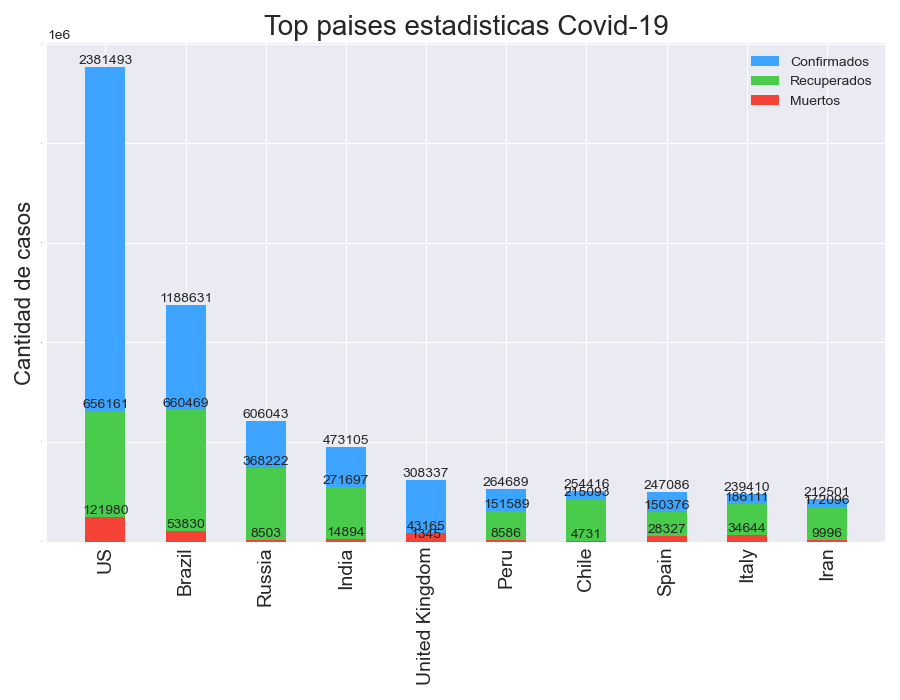 Top paises estadisticas Covid-19
1e6
Cantidad de casos
Confirmados
Recuperados
Muertos
2381493
656161
121980
1188631
660469
53830
606043
368222
8503
473105
271697
14894
308337
43165
1345
264689
151589
8586
254416
215093
4731
247086
150376
28327
239410
186111
34644
212501
172096
9996
US
Brazil
Russia
India
United Kingdom
Peru
Chile
Spain
Italy
Iran